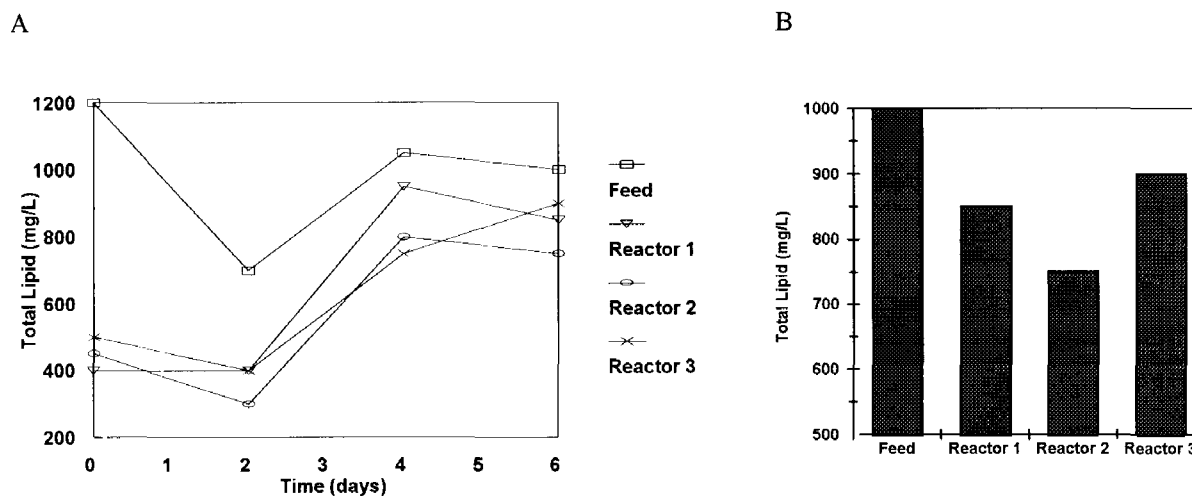 A
B
1200
1000
800
600
400
200
Total Lipid (mg/L)
0 1 2 3 4 5 6
Time (days)
Feed
Reactor 1
Reactor 2
Reactor 3
1000
900
800
700
600
500
Total Lipid (mg/L)
Feed Reactor 1 Reactor 2 Reactor 3